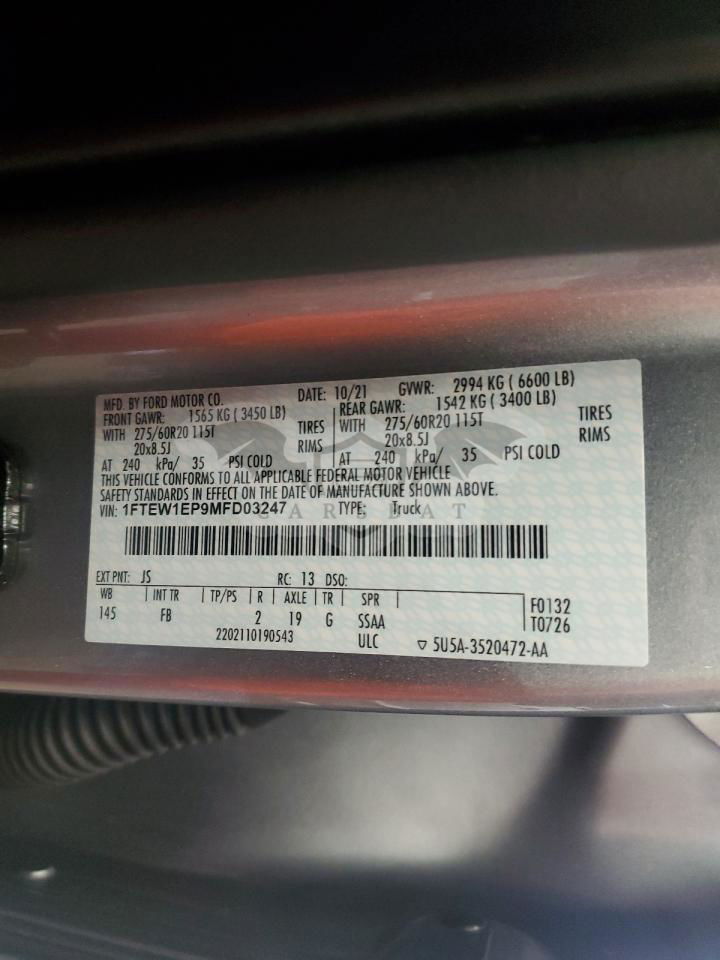 MFD. BY FORD MOTOR CO. DATE: 10/21 GVWR: 2994 KG ( 6600 LB)
FRONT GAWR: 1565 KG ( 3450 LB) REAR GAWR: 1542 KG ( 3400 LB)
WITH 275/60R20 115T TIRES WITH 275/60R20 115T TIRES
20x8.5J RIMS 20x8.5J RIMS
AT 240 kPa/ 35 PSI COLD AT 240 kPa/ 35 PSI COLD
THIS VEHICLE CONFORMS TO ALL APPLICABLE FEDERAL MOTOR VEHICLE
SAFETY STANDARDS IN EFFECT ON THE DATE OF MANUFACTURE SHOWN ABOVE.
VIN: 1FTEW1EP9MFD03247 TYPE: Truck
CARSBAT
EXT PNT: JS RC: 13 DSO:
WB INT TR TP/PS R AXLE TR SPR F0132
145 FB 2 19 G SSAA T0726
2202110190543 ULC 5U5A-3520472-AA